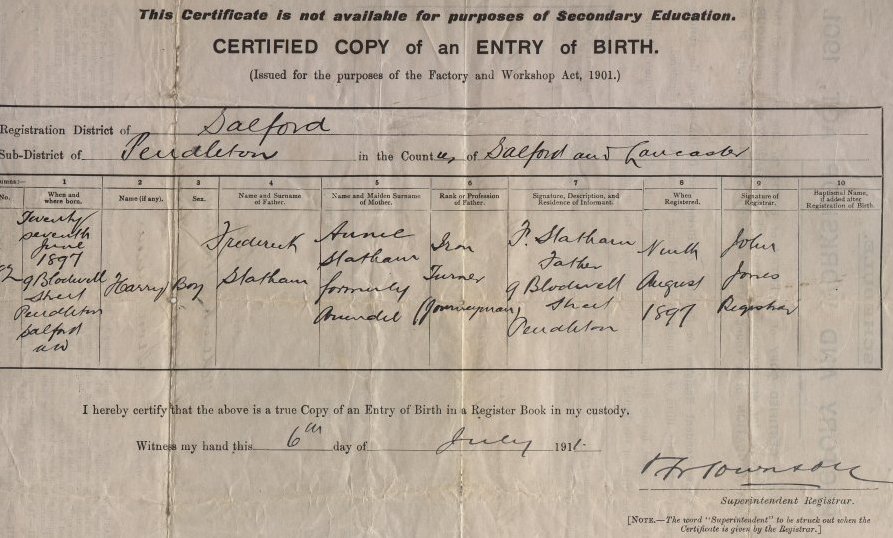 This Certificate is not available for purposes of Secondary Education.
CERTIFIED COPY of an ENTRY of BIRTH.
(Issued for the purposes of the Factory and Workshop Act, 1901.)
Registration District of Salford
Sub-District of Pendleton in the Counties of Salford and Lancaster
1 2 3 4 5 6 7 8 9 10
No. When and where born. Name (if any). Sex. Name and Surname of Father. Name and Maiden Surname of Mother. Rank or Profession of Father. Signature, Description, and Residence of Informant. When Registered. Signature of Registrar. Baptismal Name, if added after Registration of Birth.
Twenty
seventh
June
1897
9 Blodwell
Street
Pendleton
Salford
Harry
Boy
Frederick
Statham
Annie
Statham
formerly
Arundel
Iron
Turner
(Journeyman)
F. Statham
Father
9 Blodwell
Street
Pendleton
Ninth
August
1897
John
Jones
Registrar
I hereby certify that the above is a true Copy of an Entry of Birth in a Register Book in my custody.
Witness my hand this 6th day of July 1911.
Superintendent Registrar.
[NOTE.—The word "Superintendent" to be struck out when the
Certificate is given by the Registrar.]